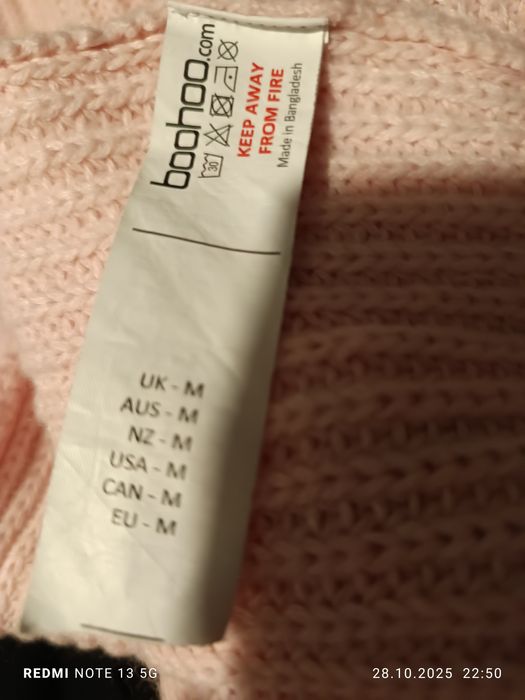 boohoo.com
30
KEEP AWAY
FROM FIRE
Made in Bangladesh
UK - M
AUS - M
NZ - M
USA - M
CAN - M
EU - M
REDMI NOTE 13 5G
28.10.2025 22:50